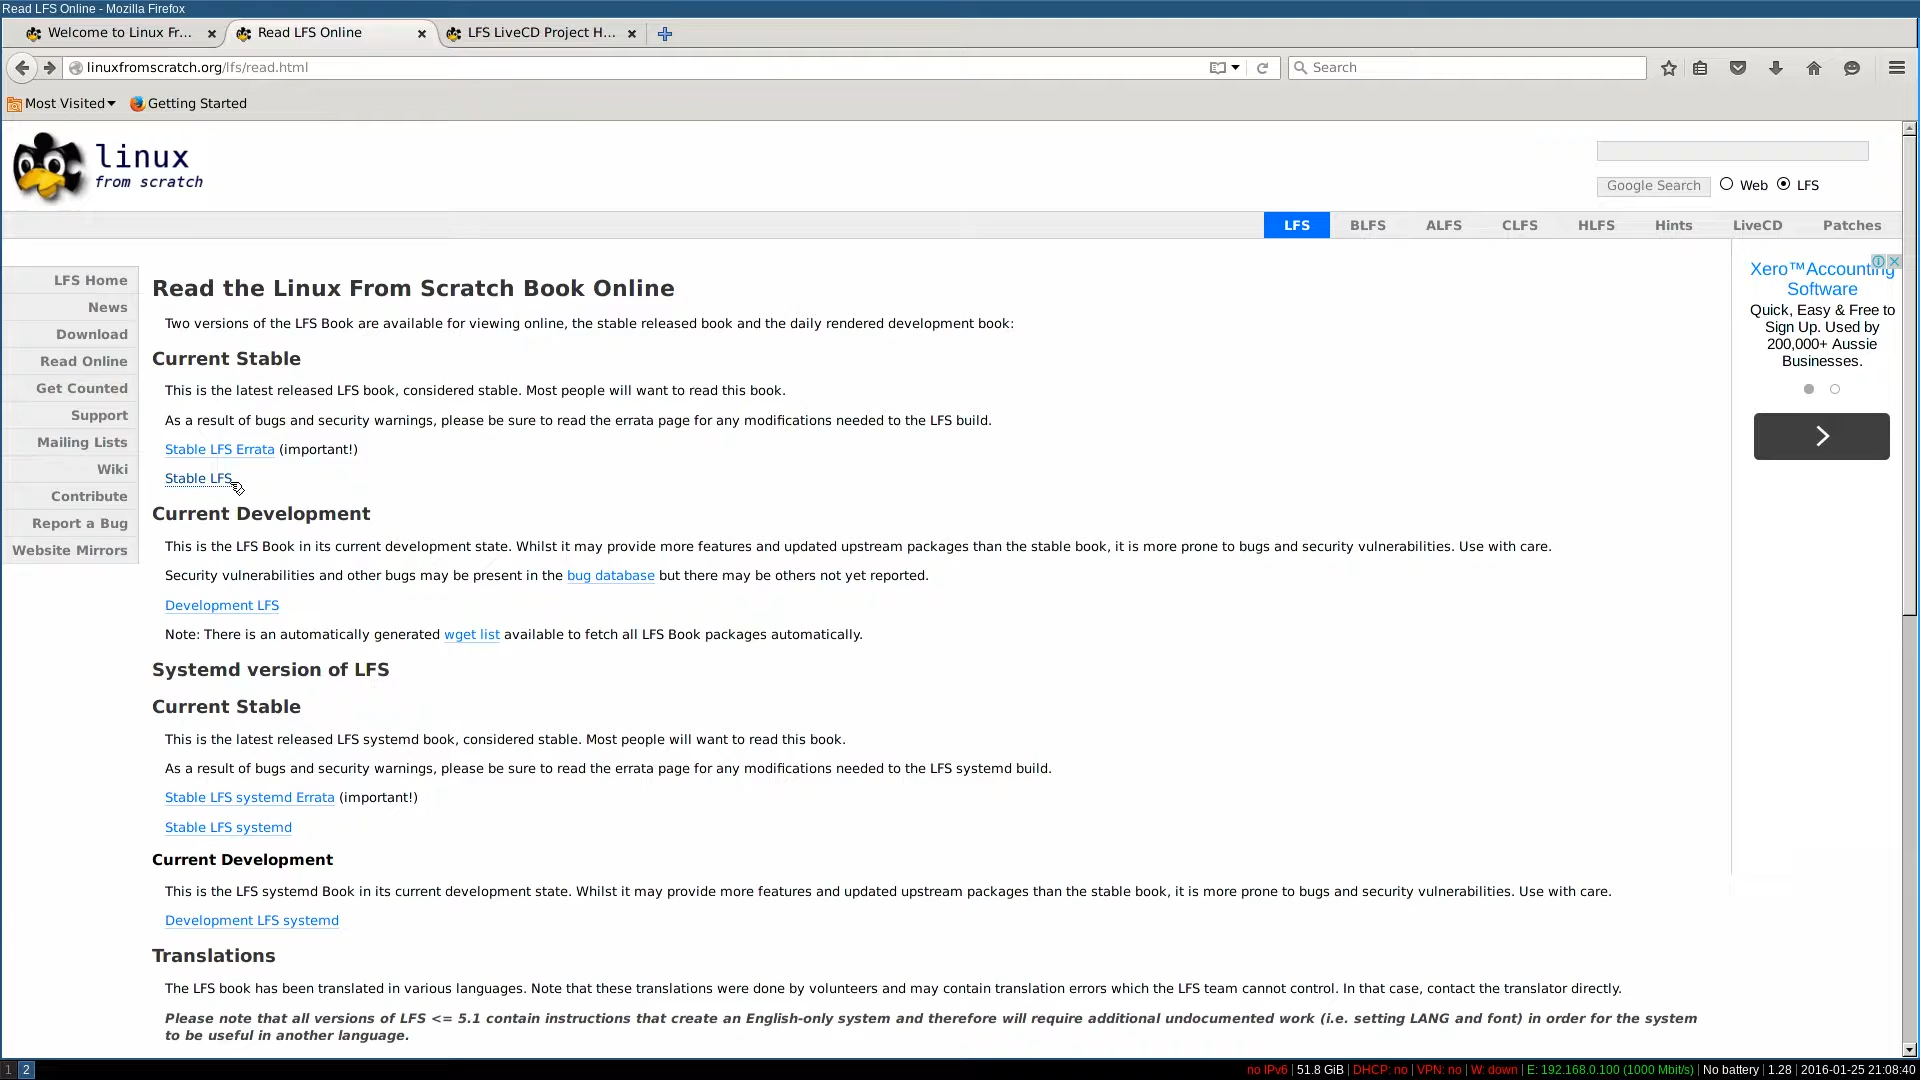 Read LFS Online - Mozilla Firefox
Welcome to Linux Fr...
Read LFS Online
LFS LiveCD Project H...
linuxfromscratch.org/lfs/read.html
Search
Most Visited
Getting Started
linux
from scratch
Google Search
Web
LFS
LFS
BLFS
ALFS
CLFS
HLFS
Hints
LiveCD
Patches
LFS Home
News
Download
Read Online
Get Counted
Support
Mailing Lists
Wiki
Contribute
Report a Bug
Website Mirrors
Read the Linux From Scratch Book Online
Two versions of the LFS Book are available for viewing online, the stable released book and the daily rendered development book:
Current Stable
This is the latest released LFS book, considered stable. Most people will want to read this book.
As a result of bugs and security warnings, please be sure to read the errata page for any modifications needed to the LFS build.
Stable LFS Errata (important!)
Stable LFS
Current Development
This is the LFS Book in its current development state. Whilst it may provide more features and updated upstream packages than the stable book, it is more prone to bugs and security vulnerabilities. Use with care.
Security vulnerabilities and other bugs may be present in the bug database but there may be others not yet reported.
Development LFS
Note: There is an automatically generated wget list available to fetch all LFS Book packages automatically.
Systemd version of LFS
Current Stable
This is the latest released LFS systemd book, considered stable. Most people will want to read this book.
As a result of bugs and security warnings, please be sure to read the errata page for any modifications needed to the LFS systemd build.
Stable LFS systemd Errata (important!)
Stable LFS systemd
Current Development
This is the LFS systemd Book in its current development state. Whilst it may provide more features and updated upstream packages than the stable book, it is more prone to bugs and security vulnerabilities. Use with care.
Development LFS systemd
Translations
The LFS book has been translated in various languages. Note that these translations were done by volunteers and may contain translation errors which the LFS team cannot control. In that case, contact the translator directly.
Please note that all versions of LFS <= 5.1 contain instructions that create an English-only system and therefore will require additional undocumented work (i.e. setting LANG and font) in order for the system
to be useful in another language.
Xero™Accounting
Software
Quick, Easy & Free to
Sign Up. Used by
200,000+ Aussie
Businesses.
1 2
no IPv6 | 51.8 GiB | DHCP: no | VPN: no | W: down | E: 192.168.0.100 (1000 Mbit/s) | No battery | 1.28 | 2016-01-25 21:08:40